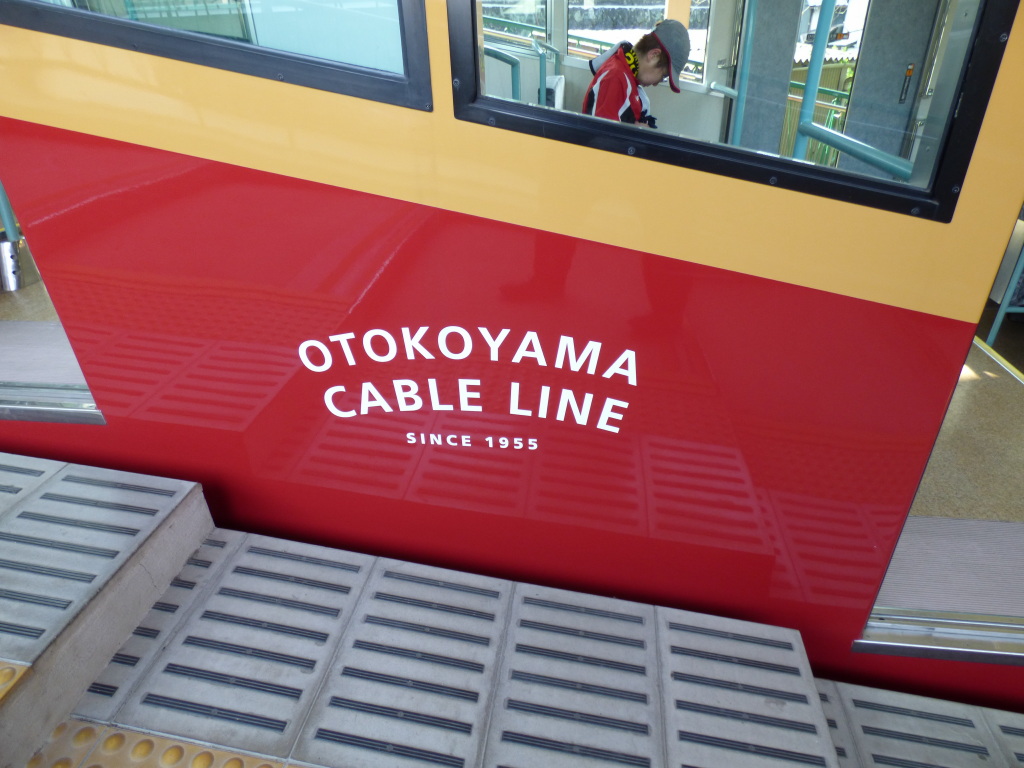 OTOKOYAMA
CABLE LINE
SINCE 1955